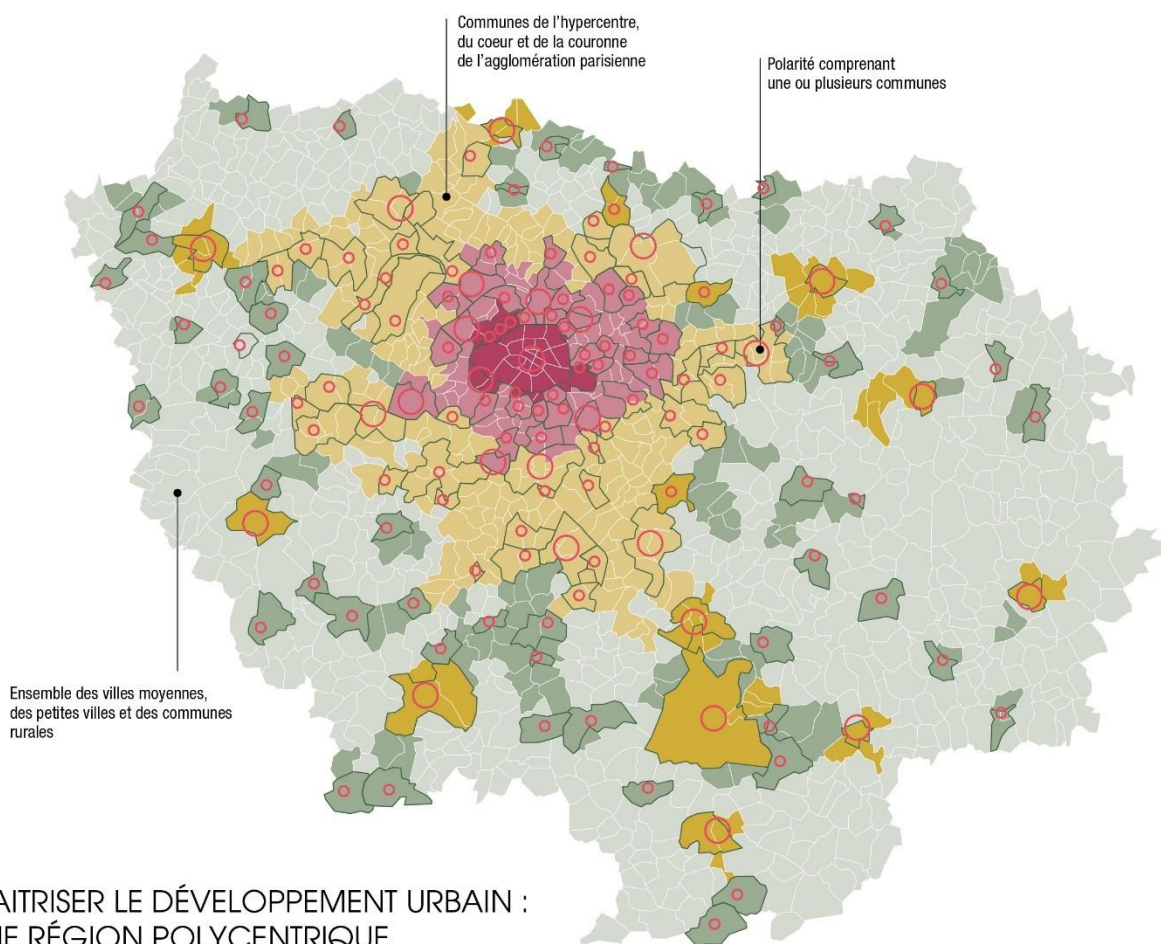 Communes de l'hypercentre,
du coeur et de la couronne
de l'agglomération parisienne
Polarité comprenant
une ou plusieurs communes
Ensemble des villes moyennes,
des petites villes et des communes
rurales
AITRISER LE DÉVELOPPEMENT URBAIN :
NE RÉGION POLYCENTRIQUE